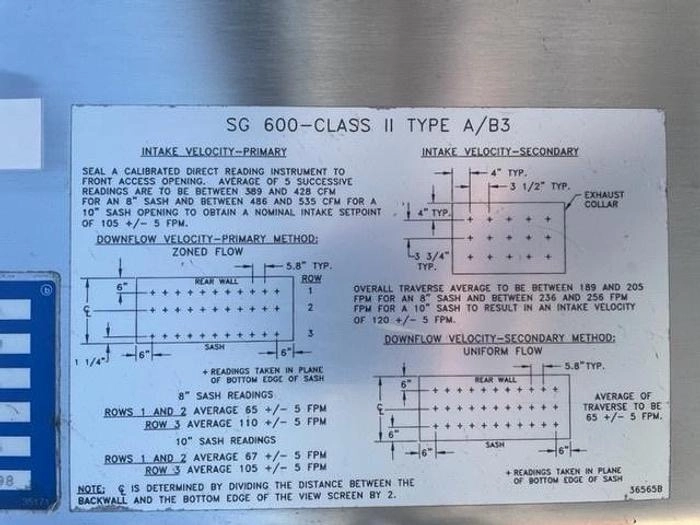 SG 600-CLASS II TYPE A/B3
INTAKE VELOCITY-PRIMARY
SEAL A CALIBRATED DIRECT READING INSTRUMENT TO
FRONT ACCESS OPENING. AVERAGE OF 5 SUCCESSIVE
READINGS ARE TO BE BETWEEN 389 AND 428 CFM
FOR AN 8" SASH AND BETWEEN 486 AND 535 CFM FOR A
10" SASH OPENING TO OBTAIN A NOMINAL INTAKE SETPOINT
OF 105 +/- 5 FPM.
DOWNFLOW VELOCITY-PRIMARY METHOD:
ZONED FLOW
5.8" TYP.
6"
REAR WALL
ROW
1
℄
2
3
1 1/4"
6"
SASH
6"
+ READINGS TAKEN IN PLANE
OF BOTTOM EDGE OF SASH
8" SASH READINGS
ROWS 1 AND 2 AVERAGE 65 +/- 5 FPM
ROW 3 AVERAGE 110 +/- 5 FPM
10" SASH READINGS
ROWS 1 AND 2 AVERAGE 67 +/- 5 FPM
ROW 3 AVERAGE 105 +/- 5 FPM
NOTE: ℄ IS DETERMINED BY DIVIDING THE DISTANCE BETWEEN THE
BACKWALL AND THE BOTTOM EDGE OF THE VIEW SCREEN BY 2.
INTAKE VELOCITY-SECONDARY
4" TYP.
3 1/2" TYP.
EXHAUST
COLLAR
4" TYP.
3 3/4"
TYP.
OVERALL TRAVERSE AVERAGE TO BE BETWEEN 189 AND 205
FPM FOR AN 8" SASH AND BETWEEN 236 AND 256 FPM
FPM FOR A 10" SASH TO RESULT IN AN INTAKE VELOCITY
OF 120 +/- 5 FPM.
DOWNFLOW VELOCITY-SECONDARY METHOD:
UNIFORM FLOW
5.8"TYP.
6"
REAR WALL
℄
6"
6"
SASH
6"
AVERAGE OF
TRAVERSE TO BE
65 +/- 5 FPM.
+ READINGS TAKEN IN PLANE
OF BOTTOM EDGE OF SASH
36565B
98